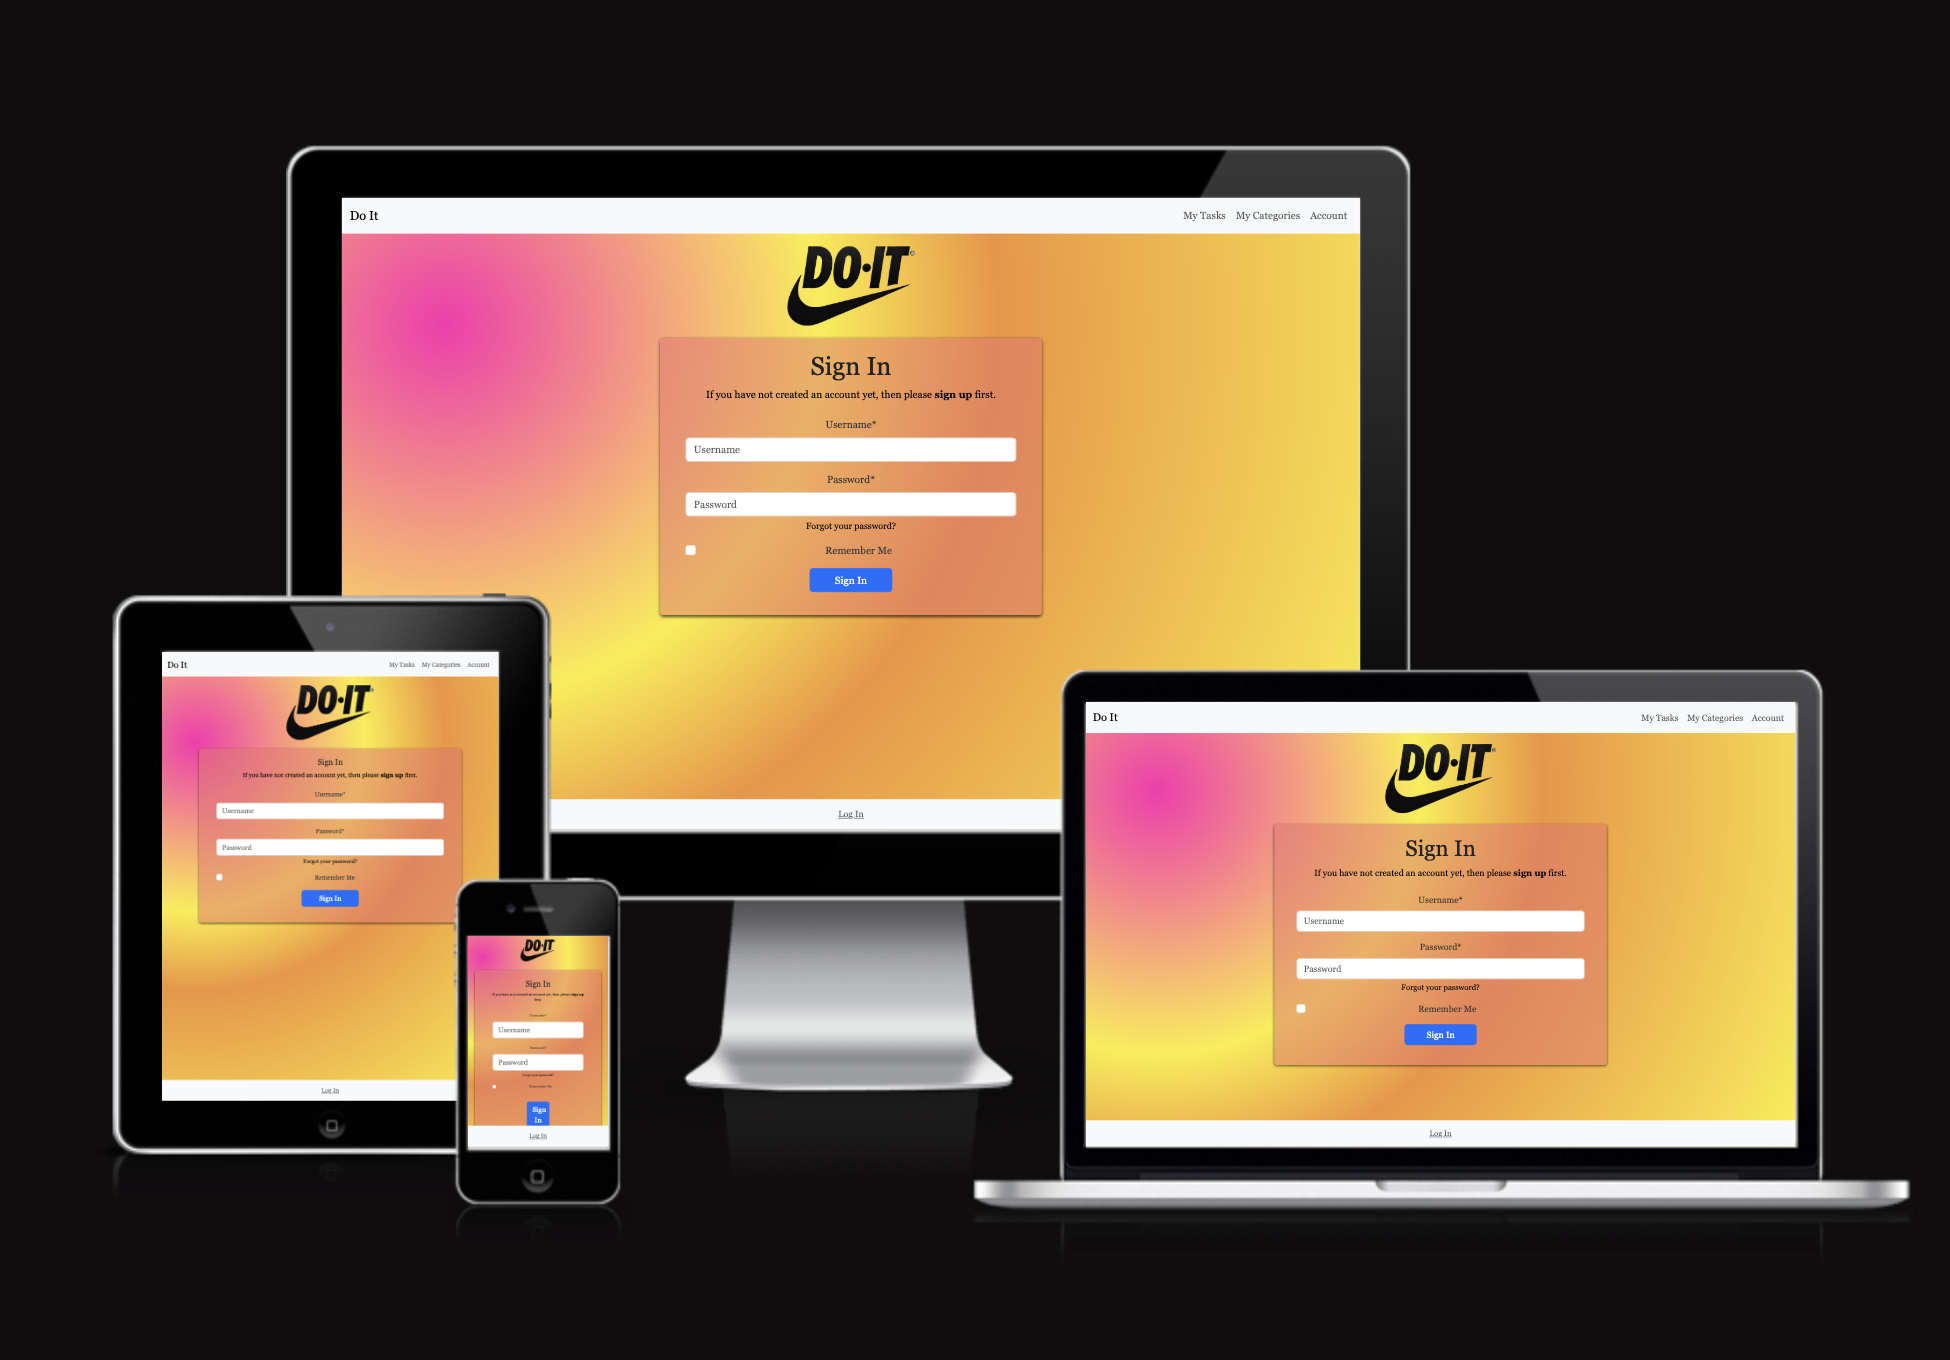 Do It
My Tasks My Categories Account
DO·IT®
Sign In
If you have not created an account yet, then please sign up first.
Username*
Username
Password*
Password
Forgot your password?
Remember Me
Sign In
Log In
Do It
My Tasks My Categories Account
DO·IT
Sign In
If you have not created an account yet, then please sign up first.
Username*
Username
Password*
Password
Forgot your password?
Remember Me
Sign In
Log In
DO·IT
Sign In
If you have not created an account yet, then please sign up
first.
Username*
Username
Password*
Password
Forgot your password?
Remember Me
Sign
In
Log In
Do It
My Tasks My Categories Account
DO·IT
Sign In
If you have not created an account yet, then please sign up first.
Username*
Username
Password*
Password
Forgot your password?
Remember Me
Sign In
Log In